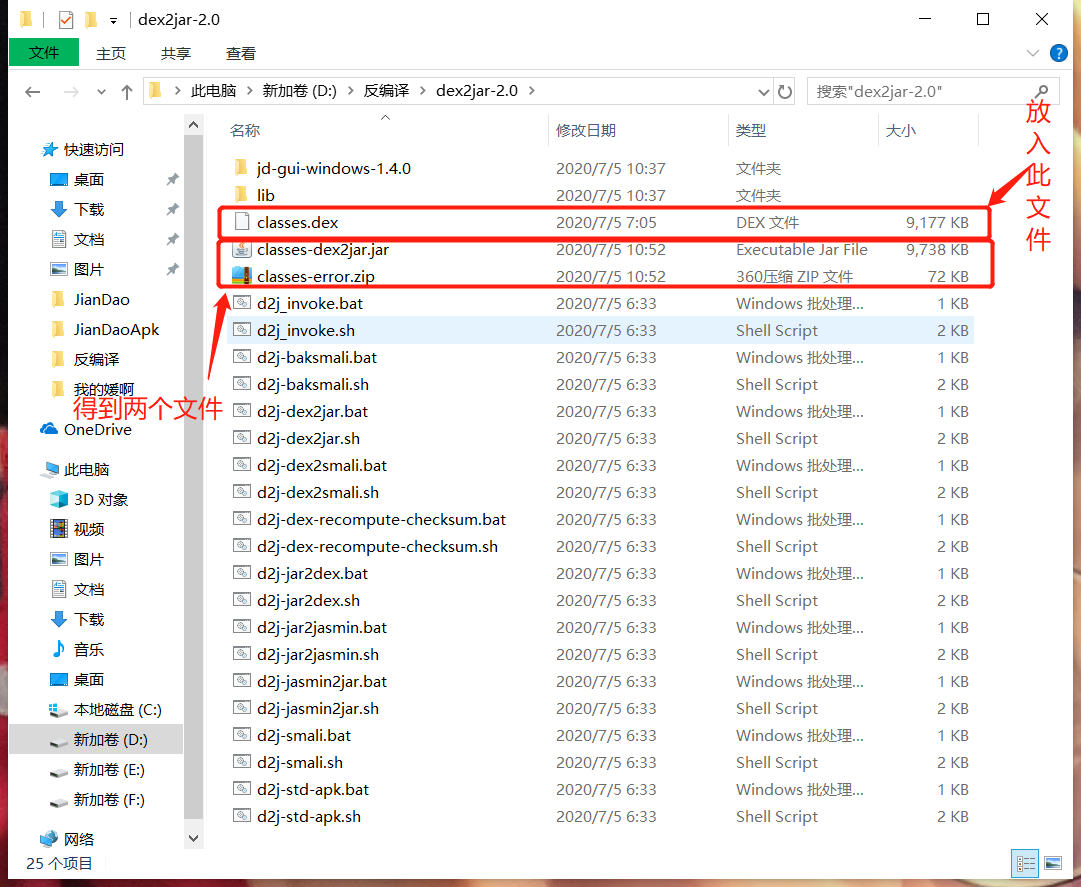 dex2jar-2.0
文件 主页 共享 查看
此电脑 新加卷 (D:) 反编译 dex2jar-2.0
搜索"dex2jar-2.0"
快速访问
桌面
下载
文档
图片
JianDao
JianDaoApk
反编译
我的媛啊
OneDrive
此电脑
3D 对象
视频
图片
文档
下载
音乐
桌面
本地磁盘 (C:)
新加卷 (D:)
新加卷 (E:)
新加卷 (F:)
网络
名称 修改日期 类型 大小
jd-gui-windows-1.4.0 2020/7/5 10:37 文件夹
lib 2020/7/5 10:37 文件夹
classes.dex 2020/7/5 7:05 DEX 文件 9,177 KB
classes-dex2jar.jar 2020/7/5 10:52 Executable Jar File 9,738 KB
classes-error.zip 2020/7/5 10:52 360压缩 ZIP 文件 72 KB
d2j_invoke.bat 2020/7/5 6:33 Windows 批处理... 1 KB
d2j_invoke.sh 2020/7/5 6:33 Shell Script 2 KB
d2j-baksmali.bat 2020/7/5 6:33 Windows 批处理... 1 KB
d2j-baksmali.sh 2020/7/5 6:33 Shell Script 2 KB
d2j-dex2jar.bat 2020/7/5 6:33 Windows 批处理... 1 KB
d2j-dex2jar.sh 2020/7/5 6:33 Shell Script 2 KB
d2j-dex2smali.bat 2020/7/5 6:33 Windows 批处理... 1 KB
d2j-dex2smali.sh 2020/7/5 6:33 Shell Script 2 KB
d2j-dex-recompute-checksum.bat 2020/7/5 6:33 Windows 批处理... 1 KB
d2j-dex-recompute-checksum.sh 2020/7/5 6:33 Shell Script 2 KB
d2j-jar2dex.bat 2020/7/5 6:33 Windows 批处理... 1 KB
d2j-jar2dex.sh 2020/7/5 6:33 Shell Script 2 KB
d2j-jar2jasmin.bat 2020/7/5 6:33 Windows 批处理... 1 KB
d2j-jar2jasmin.sh 2020/7/5 6:33 Shell Script 2 KB
d2j-jasmin2jar.bat 2020/7/5 6:33 Windows 批处理... 1 KB
d2j-jasmin2jar.sh 2020/7/5 6:33 Shell Script 2 KB
d2j-smali.bat 2020/7/5 6:33 Windows 批处理... 1 KB
d2j-smali.sh 2020/7/5 6:33 Shell Script 2 KB
d2j-std-apk.bat 2020/7/5 6:33 Windows 批处理... 1 KB
d2j-std-apk.sh 2020/7/5 6:33 Shell Script 2 KB
放入此文件
得到两个文件
25 个项目